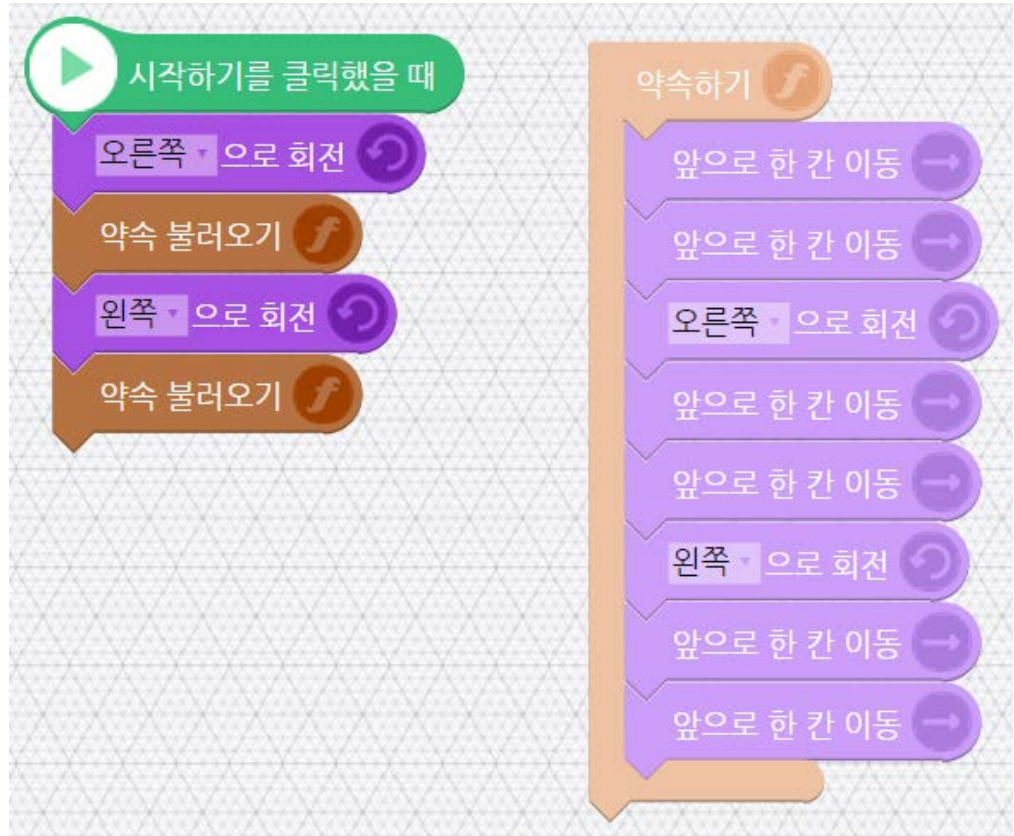 시작하기를 클릭했을 때
오른쪽 으로 회전
약속 불러오기
왼쪽 으로 회전
약속 불러오기
약속하기
앞으로 한 칸 이동
앞으로 한 칸 이동
오른쪽 으로 회전
앞으로 한 칸 이동
앞으로 한 칸 이동
왼쪽 으로 회전
앞으로 한 칸 이동
앞으로 한 칸 이동